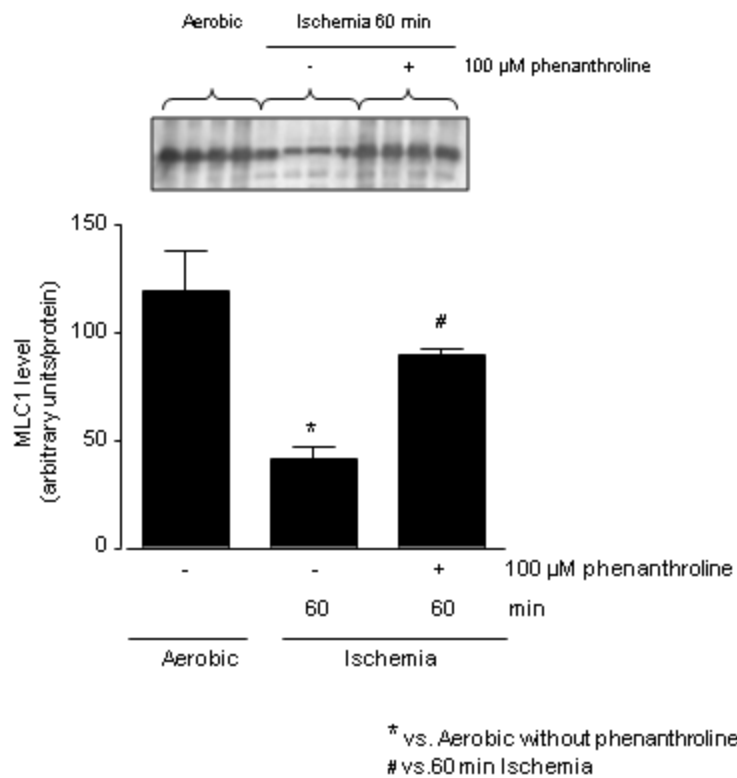 Aerobic Ischemia 60 min
- + 100 µM phenanthroline
150
100
50
0
MLC1 level
(arbitrary units/protein)
*
#
- - + 100 µM phenanthroline
60 60 min
Aerobic Ischemia
* vs. Aerobic without phenanthroline
# vs.60 min Ischemia